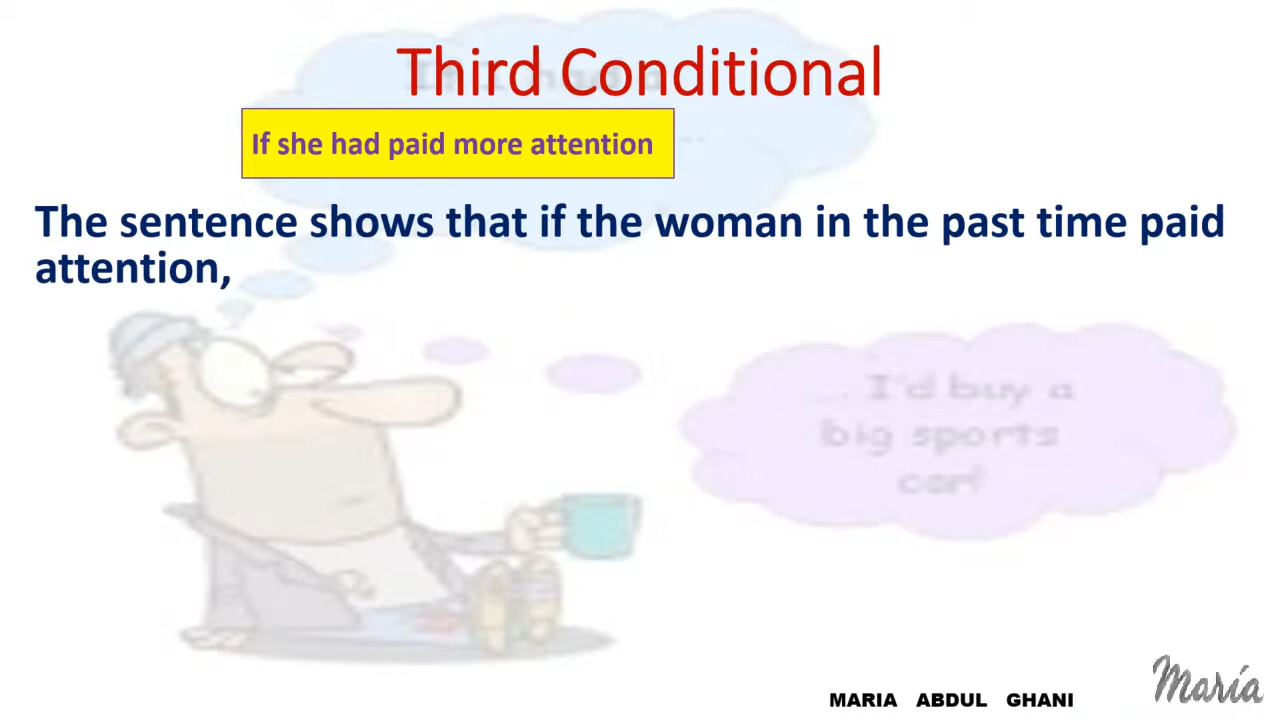 Third Conditional
If she had paid more attention
The sentence shows that if the woman in the past time paid
attention,
... I'd buy a
big sports
car!
MARIA ABDUL GHANI
Maria